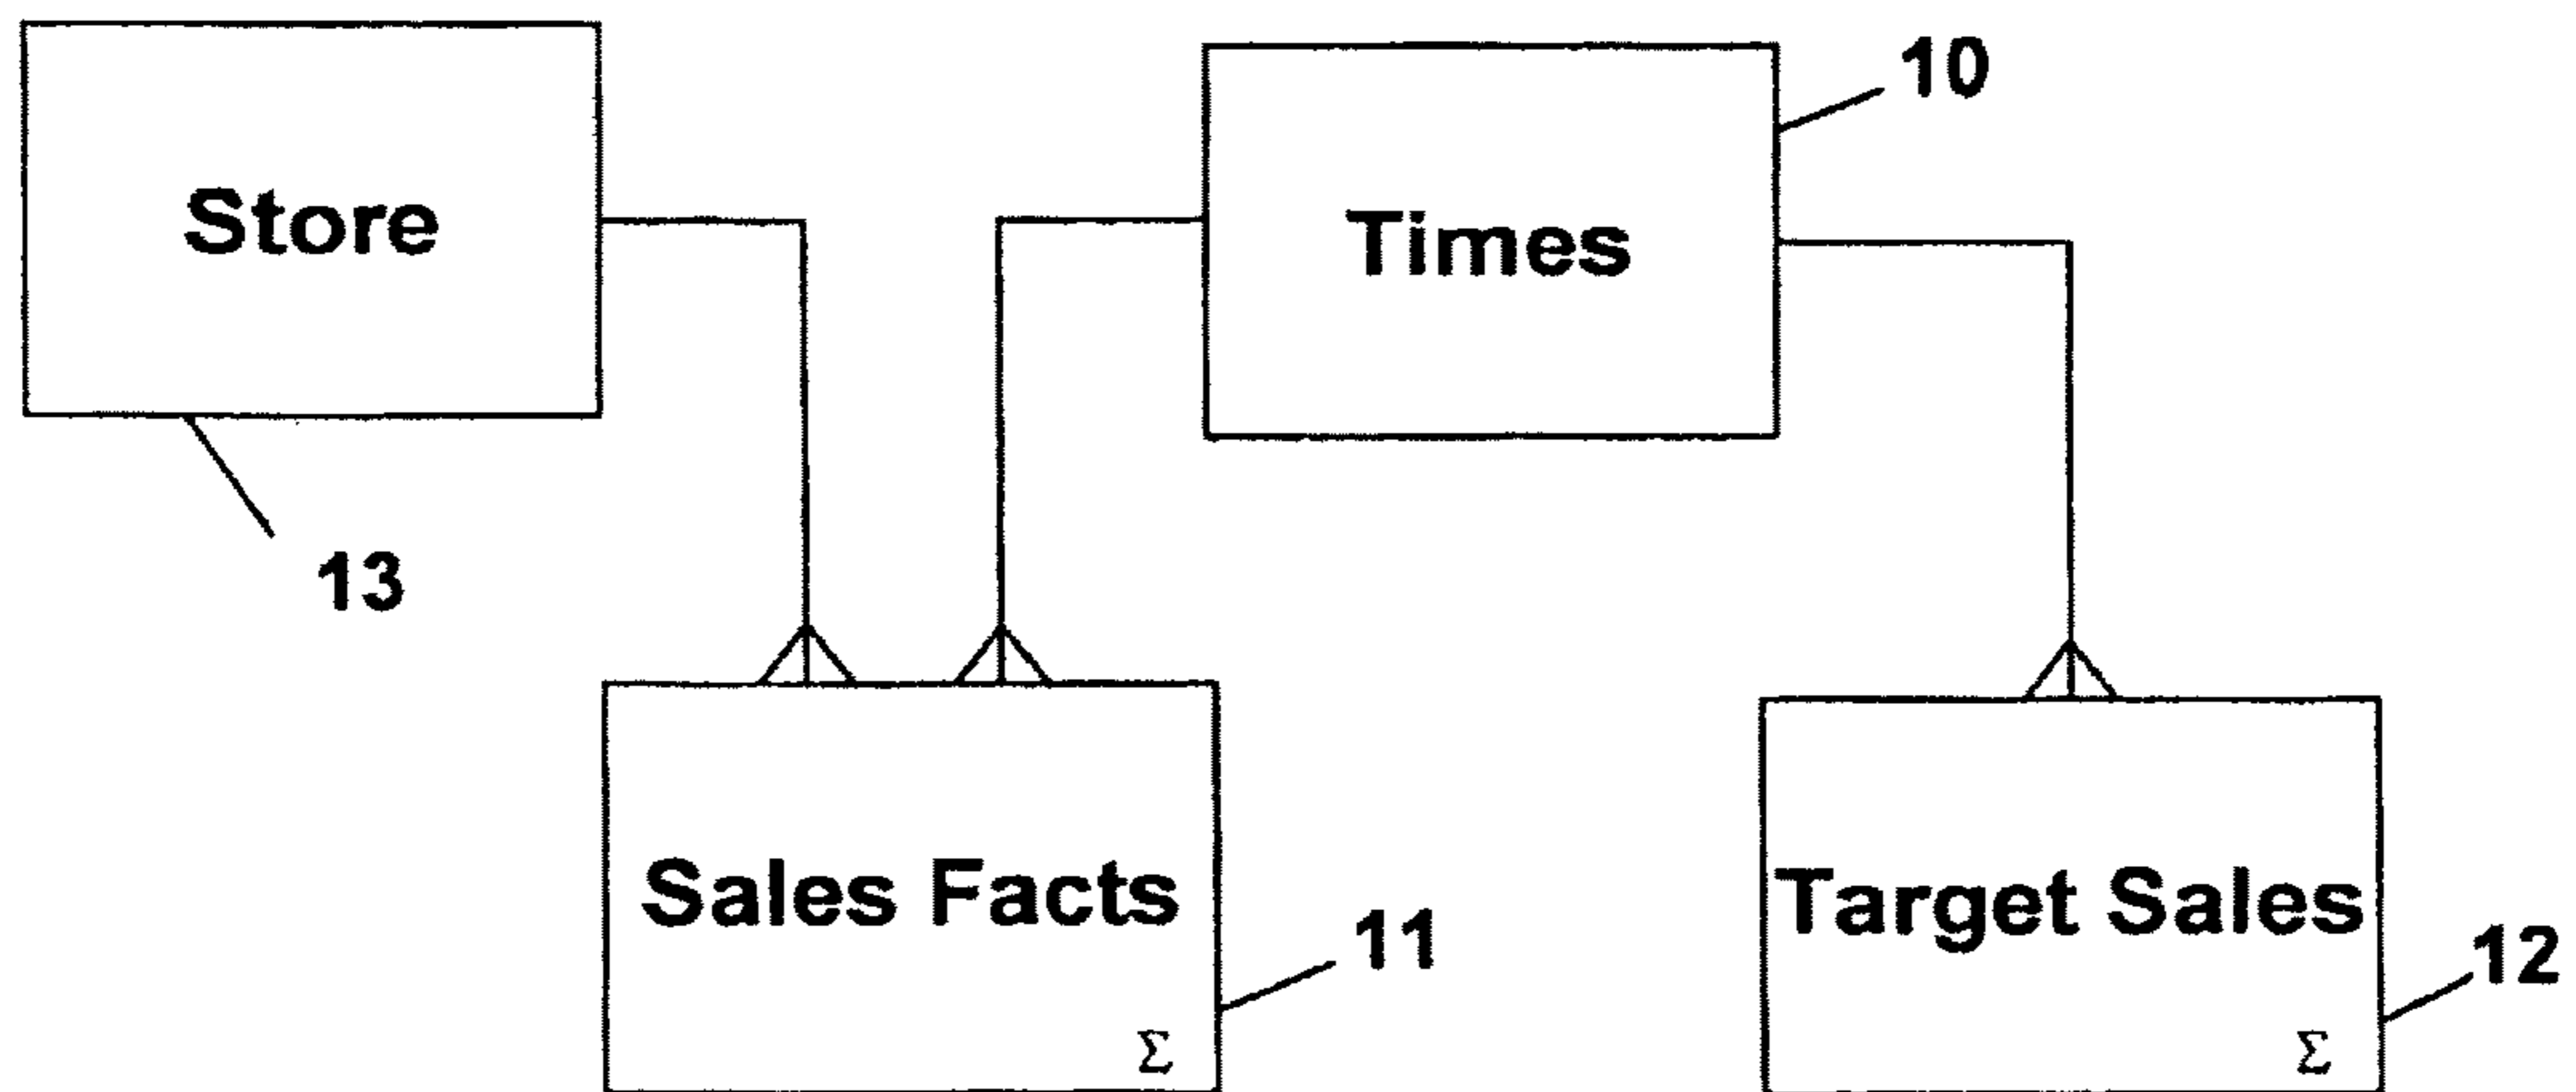 Store
Times
10
13
Sales Facts
Target Sales
11
12
Σ
Σ